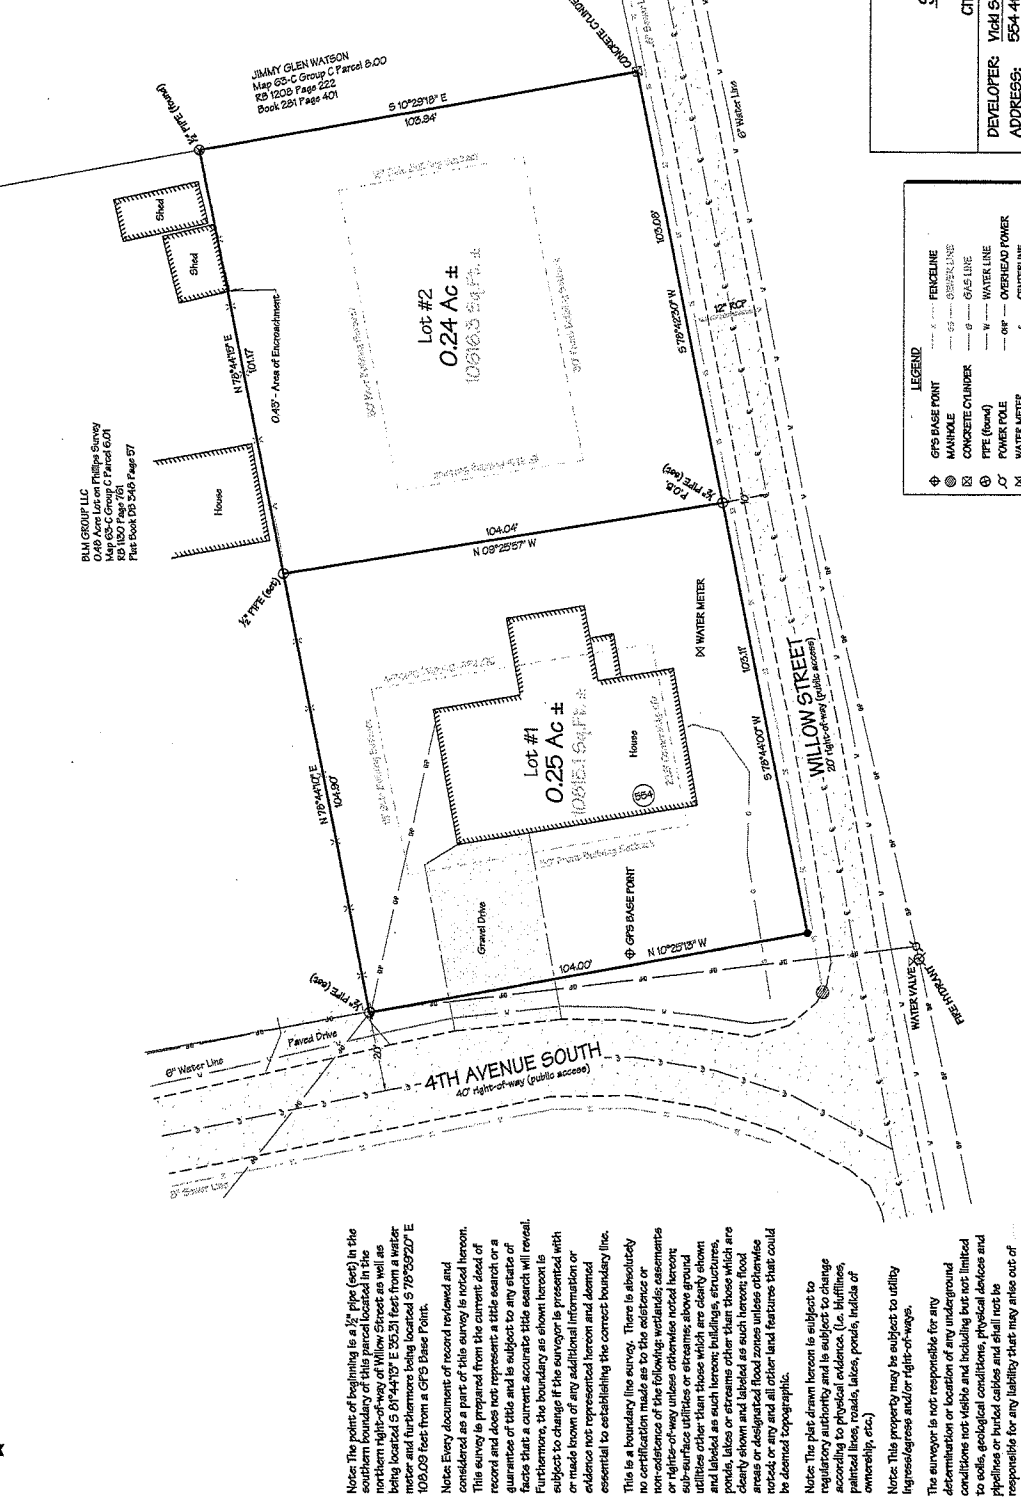 JIMMY GLEN WATSON
Map 63-C Group C Parcel 8.00
RB 1208 Page 222
Book 281 Page 401
½" PIPE (found)
S 10°29'18" E
103.94'
CONCRETE CYLINDER
6" Water Line
DEVELOPER:
ADDRESS:
Shed
Shed
N 78°44'15" E
101.17'
0.43' - Area of Encroachment
Lot #2
0.24 Ac ±
S 78°42'30" W
103.08'
12" RCP
BLM GROUP LLC
0.48 Acre Lot on Phillips Survey
Map 63-C Group C Parcel 6.01
RB 1130 Page 761
Plat Book DB 348 Page 57
House
½" PIPE (set)
104.04'
N 09°25'57" W
P.O.B.
½" PIPE (set)
10'
LEGEND
GPS BASE POINT
MANHOLE
CONCRETE CYLINDER
PIPE (found)
POWER POLE
WATER METER
FENCELINE
SEWER LINE
GAS LINE
WATER LINE
OVERHEAD POWER
CENTERLINE
N 78°44'10" E
104.90'
WATER METER
Lot #1
0.25 Ac ±
House
554
S 78°44'00" W
103.11'
WILLOW STREET
20' right-of-way (public access)
Gravel Drive
GPS BASE POINT
N 10°25'13" W
104.00'
½" PIPE (set)
WATER VALVE
FIRE HYDRANT
6" Water Line
Paved Drive
20'
4TH AVENUE SOUTH
40' right-of-way (public access)
8" Sewer Line
Note: The point of beginning is a ½" pipe (set) in the
southern boundary of this parcel located in the
northern right-of-way of Willow Street as well as
being located S 81°44'13" E 35.31 feet from a water
meter and furthermore being located S 78°39'20" E
108.09 feet from a GPS Base Point.
Note: Every document of record reviewed and
considered as a part of this survey is noted hereon.
This survey is prepared from the current deed of
record and does not represent a title search or a
guarantee of title and is subject to any state of
facts that a current accurate title search will reveal.
Furthermore, the boundary as shown hereon is
subject to change if the surveyor is presented with
or made known of any additional information or
evidence not represented hereon and deemed
essential to establishing the correct boundary line.
This is a boundary line survey. There is absolutely
no certification made as to the existence or
non-existence of the following: wetlands; easements
or rights-of-way unless otherwise noted hereon;
sub-surface utilities or streams; above ground
utilities other than those which are clearly shown
and labeled as such hereon; buildings, structures,
ponds, lakes or streams other than those which are
clearly shown and labeled as such hereon; flood
areas or designated flood zones unless otherwise
noted; or any and all other land features that could
be deemed topographic.
Note: The plat drawn hereon is subject to
regulatory authority and is subject to change
according to physical evidence. (i.e. blufflines,
painted lines, roads, lakes, ponds, indicia of
ownership, etc.)
Note: This property may be subject to utility
ingress/egress and/or right-of-ways.
The surveyor is not responsible for any
determination or location of any underground
conditions not visible and including but not limited
to soils, geological conditions, physical devices and
pipelines or buried cables and shall not be
responsible for any liability that may arise out of